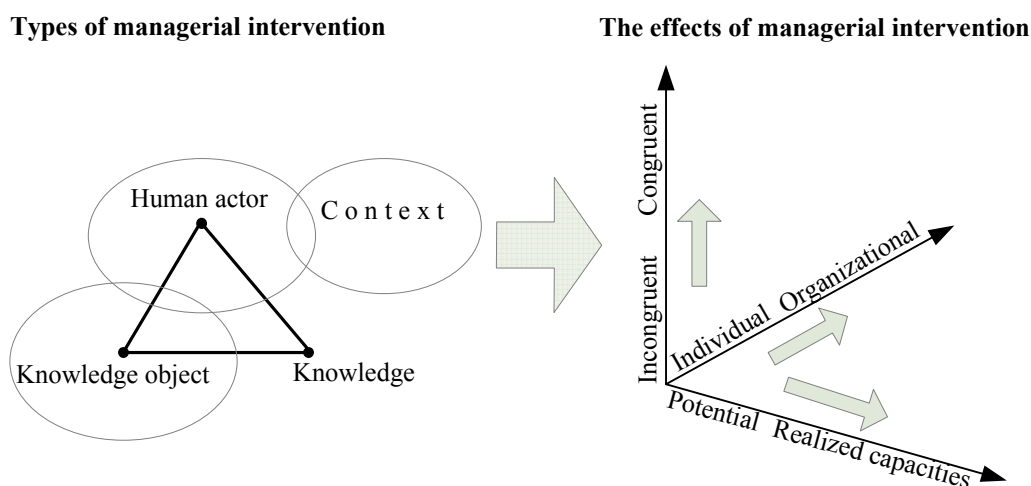 Types of managerial intervention
The effects of managerial intervention
Human actor
C o n t e x t
Knowledge object
Knowledge
Incongruent Congruent
Individual Organizational
Potential Realized capacities